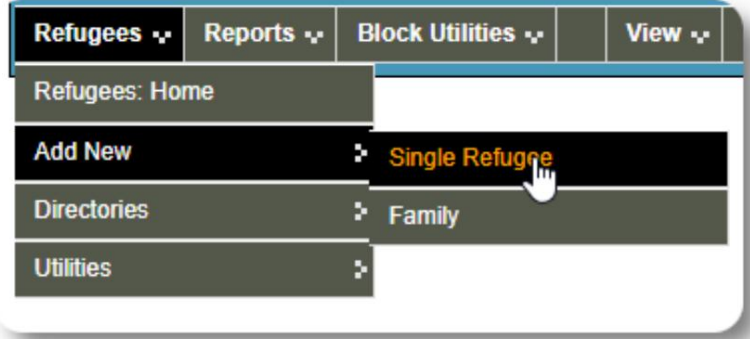 Refugees Reports Block Utilities View
Refugees: Home
Add New Single Refugee
Directories Family
Utilities